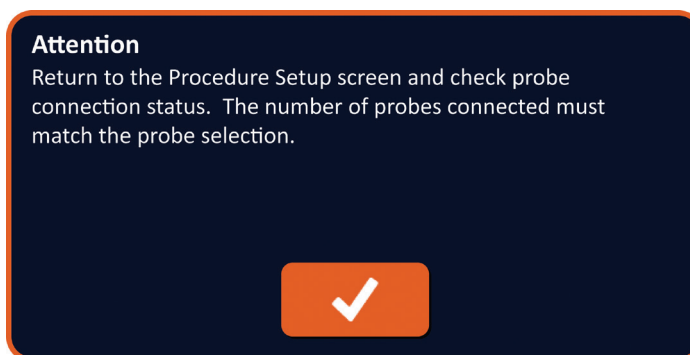 Attention
Return to the Procedure Setup screen and check probe
connection status.  The number of probes connected must
match the probe selection.